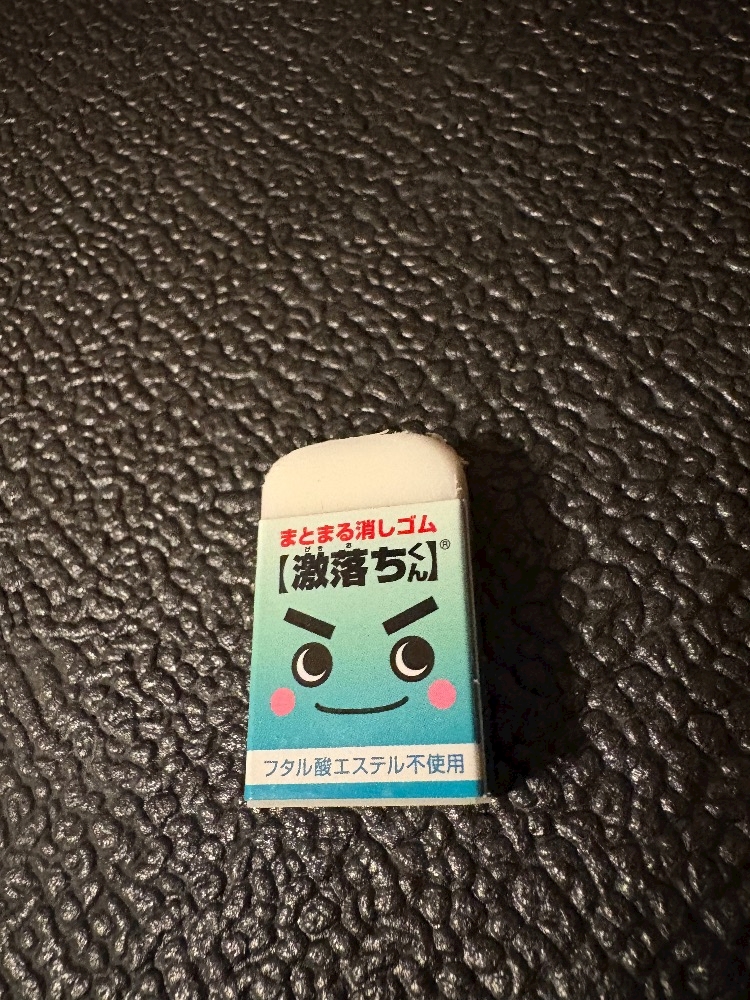 まとまる消しゴム
【激落ちくん】®
フタル酸エステル不使用